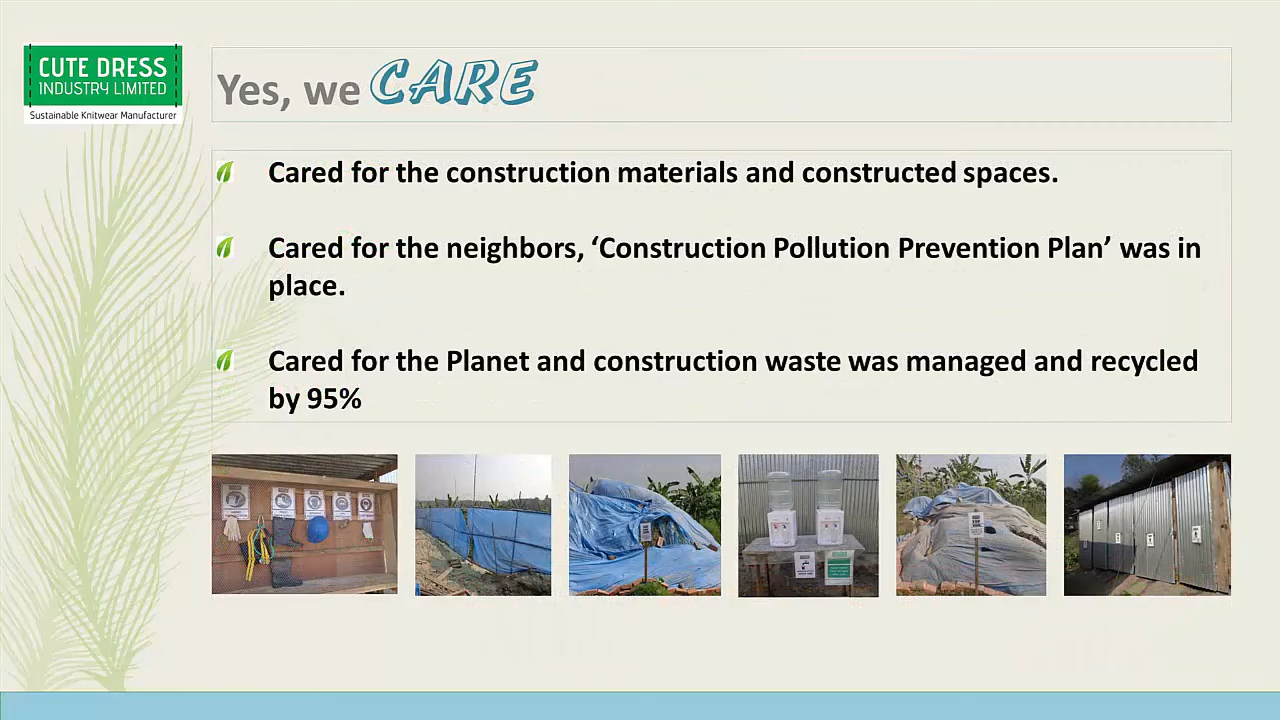 CUTE DRESS
INDUSTRY LIMITED
Sustainable Knitwear Manufacturer
Yes, we CARE
Cared for the construction materials and constructed spaces.
Cared for the neighbors, ‘Construction Pollution Prevention Plan’ was in
place.
Cared for the Planet and construction waste was managed and recycled
by 95%